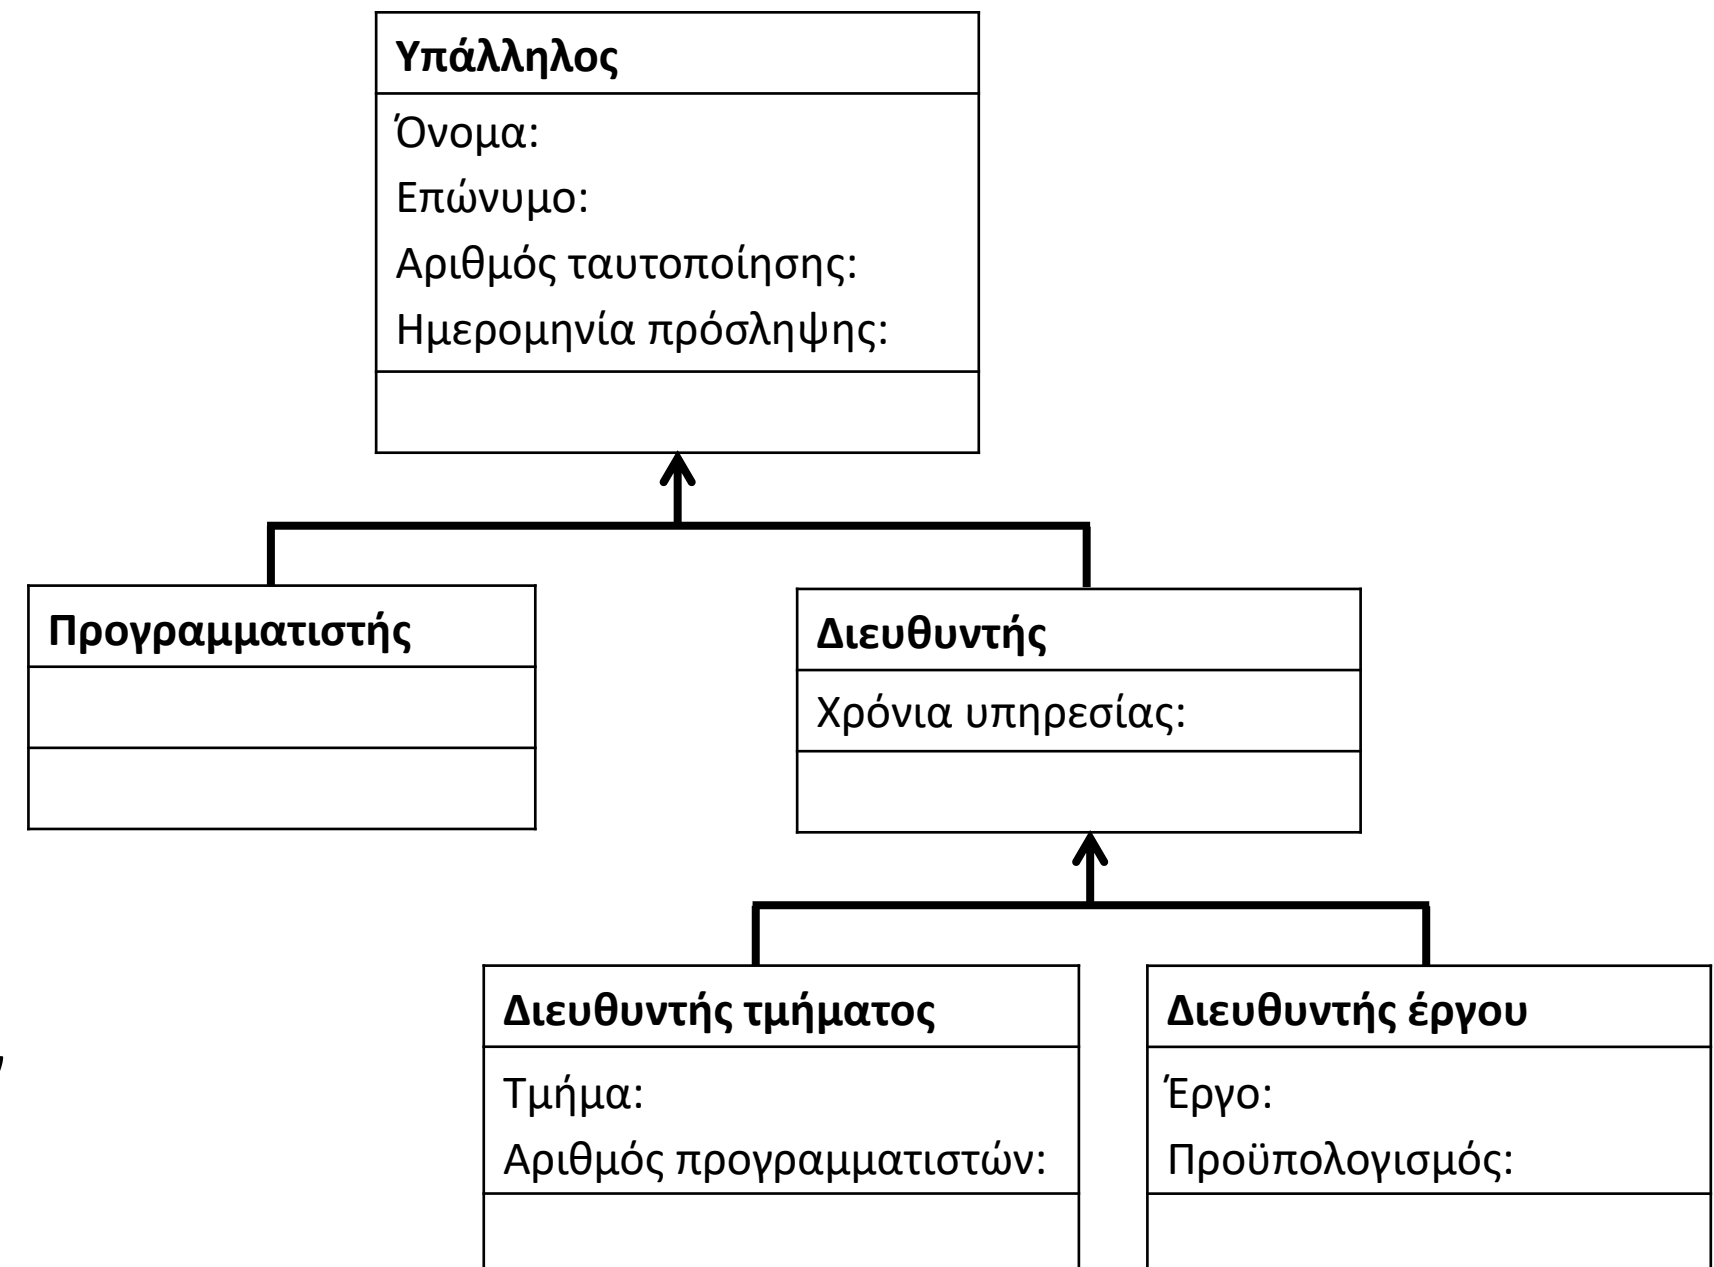 Υπάλληλος
Όνομα:
Επώνυμο:
Αριθμός ταυτοποίησης:
Ημερομηνία πρόσληψης:
Προγραμματιστής
Διευθυντής
Χρόνια υπηρεσίας:
Διευθυντής τμήματος
Τμήμα:
Αριθμός προγραμματιστών:
Διευθυντής έργου
Έργο:
Προϋπολογισμός: